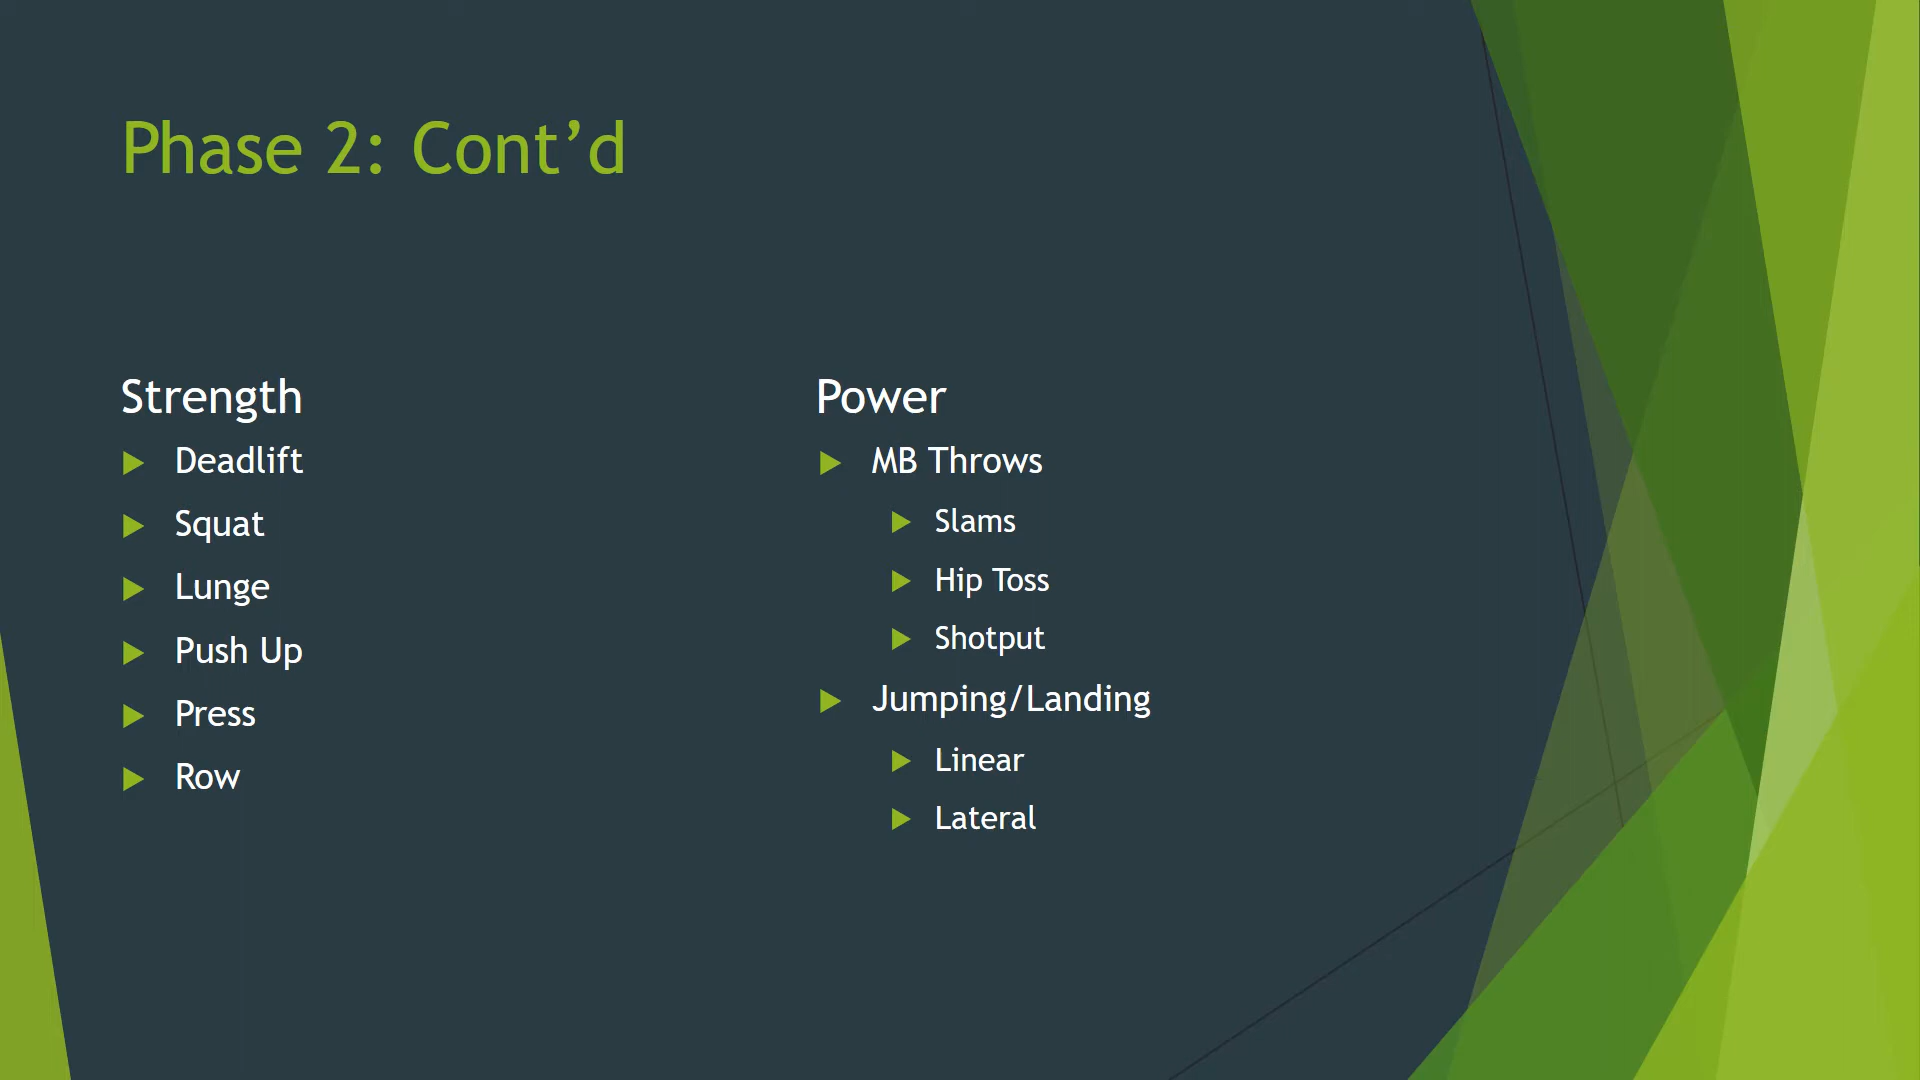 Phase 2: Cont’d
Strength
Deadlift
Squat
Lunge
Push Up
Press
Row
Power
MB Throws
Slams
Hip Toss
Shotput
Jumping/Landing
Linear
Lateral